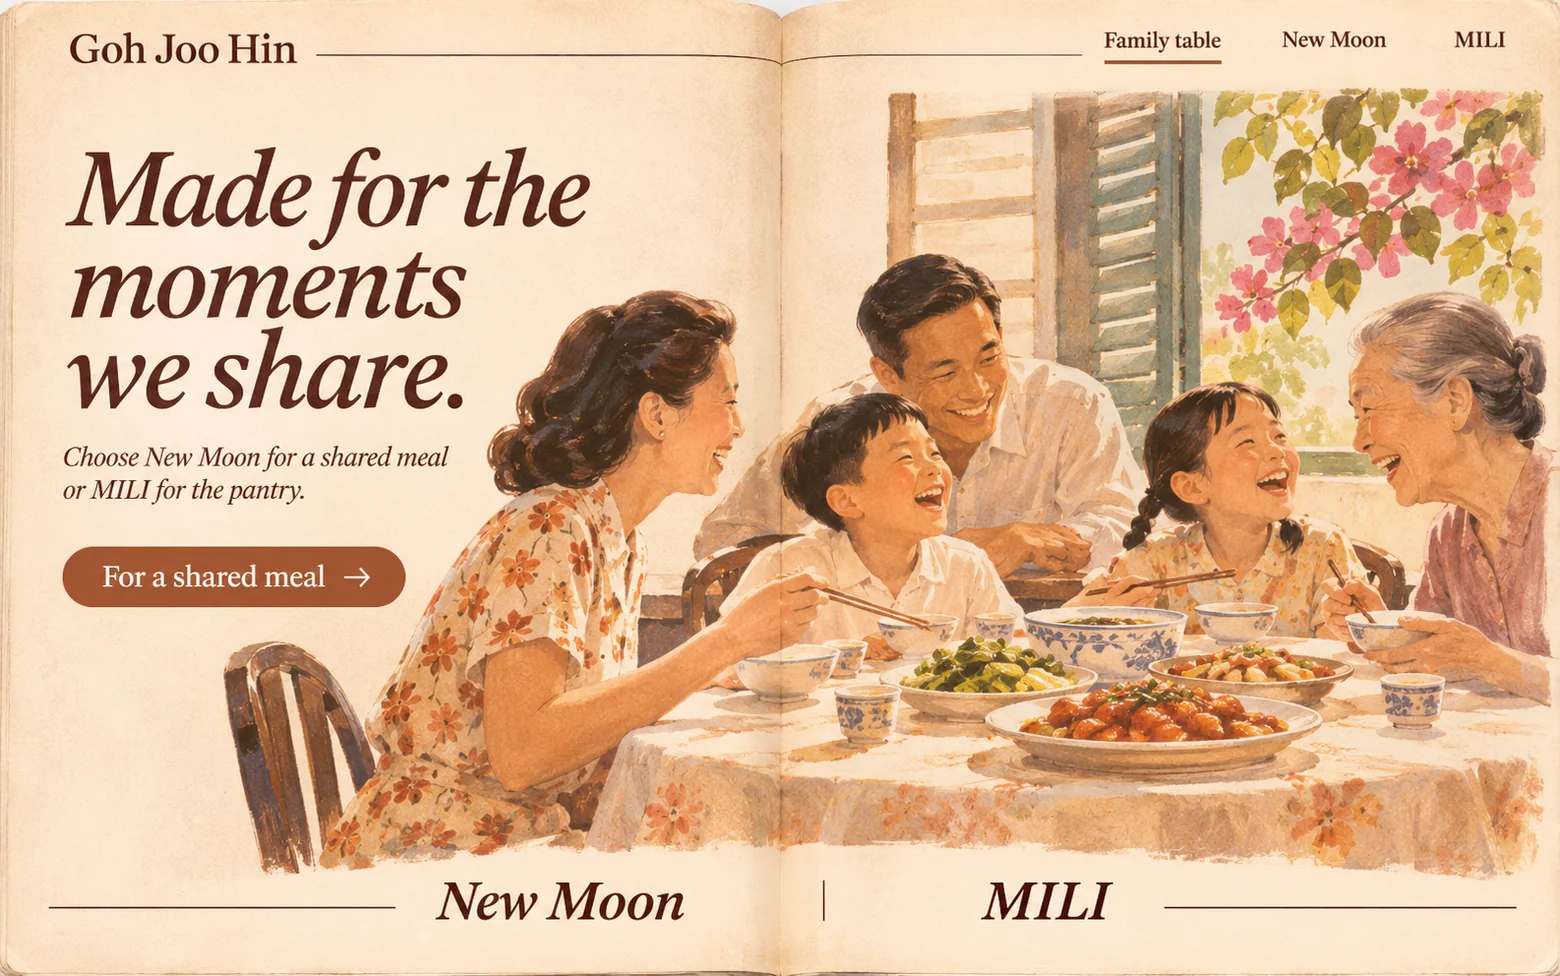 Goh Joo Hin
Family table
New Moon
MILI
Made for the
moments
we share.
Choose New Moon for a shared meal
or MILI for the pantry.
For a shared meal →
New Moon
MILI